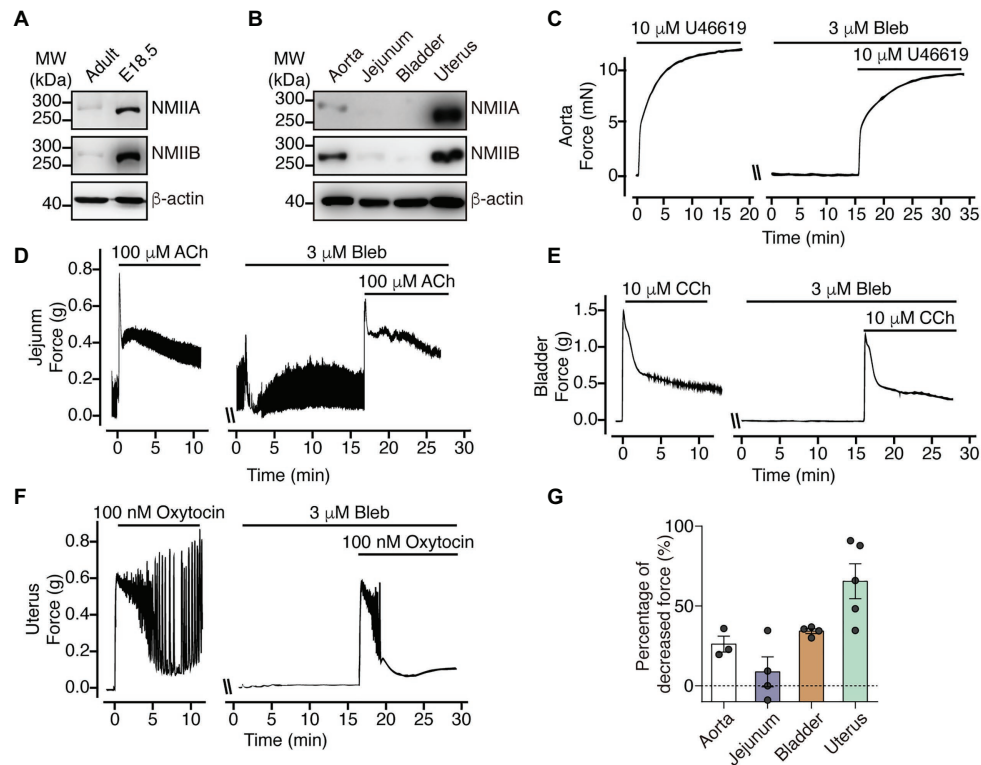 A
MW
(kDa)
Adult
E18.5
300
250
NMIIA
300
250
NMIIB
40
β-actin
B
MW
(kDa)
Aorta
Jejunum
Bladder
Uterus
300
250
NMIIA
300
250
NMIIB
40
β-actin
C
10 μM U46619
3 μM Bleb
10 μM U46619
Aorta
Force (mN)
10
5
0
0 5 10 15 20
0 5 10 15 20 25 30 35
Time (min)
D
100 μM ACh
3 μM Bleb
100 μM ACh
Jejunm
Force (g)
0.8
0.6
0.4
0.2
0.0
0 5 10
0 5 10 15 20 25 30
Time (min)
E
10 μM CCh
3 μM Bleb
10 μM CCh
Bladder
Force (g)
1.5
1.0
0.5
0.0
0 5 10
0 5 10 15 20 25 30
Time (min)
F
100 nM Oxytocin
3 μM Bleb
100 nM Oxytocin
Uterus
Force (g)
0.8
0.6
0.4
0.2
0.0
0 5 10
0 5 10 15 20 25 30
Time (min)
G
Percentage of
decreased force (%)
100
50
0
Aorta
Jejunum
Bladder
Uterus